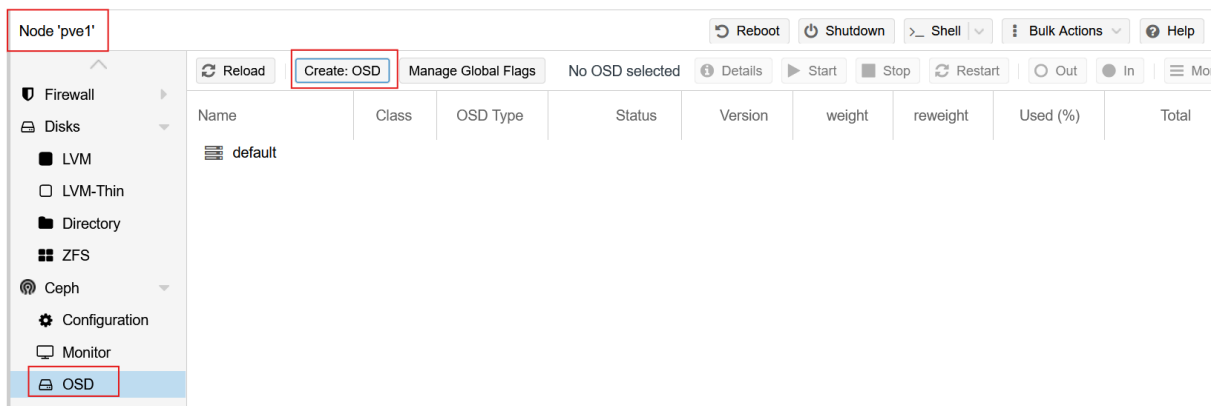 Node 'pve1' Reboot Shutdown >_ Shell Bulk Actions Help
Reload Create: OSD Manage Global Flags No OSD selected Details Start Stop Restart Out In Mo
Firewall
Disks
LVM
LVM-Thin
Directory
ZFS
Ceph
Configuration
Monitor
OSD
Name Class OSD Type Status Version weight reweight Used (%) Total
default